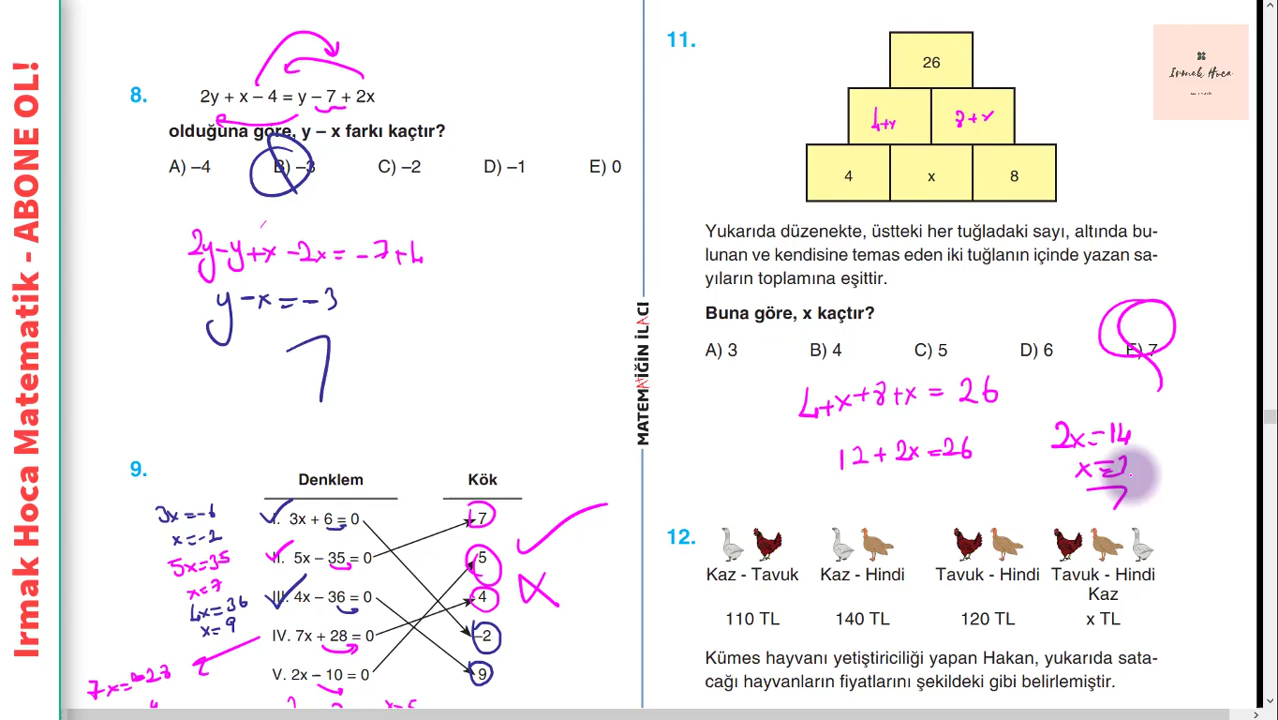 Irmak Hoca Matematik - ABONE OL!
8.
2y + x – 4 = y – 7 + 2x
olduğuna göre, y – x farkı kaçtır?
A) –4 B) –3 C) –2 D) –1 E) 0
2y-y+x-2x=-7+4
y-x=-3
9.
Denklem Kök
I. 3x + 6 = 0 7
II. 5x – 35 = 0 5
III. 4x – 36 = 0 4
IV. 7x + 28 = 0 –2
V. 2x – 10 = 0 9
3x=-6
x=-2
5x=35
x=7
4x=36
x=9
7x=-28
MATEMATİĞİN İLACI
11.
26
4+x 8+x
4 x 8
Yukarıda düzenekte, üstteki her tuğladaki sayı, altında bu-
lunan ve kendisine temas eden iki tuğlanın içinde yazan sa-
yıların toplamına eşittir.
Buna göre, x kaçtır?
A) 3 B) 4 C) 5 D) 6 E) 7
4+x+8+x=26
12+2x=26
2x=14
x=7
Irmak Hoca
12.
Kaz - Tavuk Kaz - Hindi Tavuk - Hindi Tavuk - Hindi
Kaz
110 TL 140 TL 120 TL x TL
Kümes hayvanı yetiştiriciliği yapan Hakan, yukarıda sata-
cağı hayvanların fiyatlarını şekildeki gibi belirlemiştir.